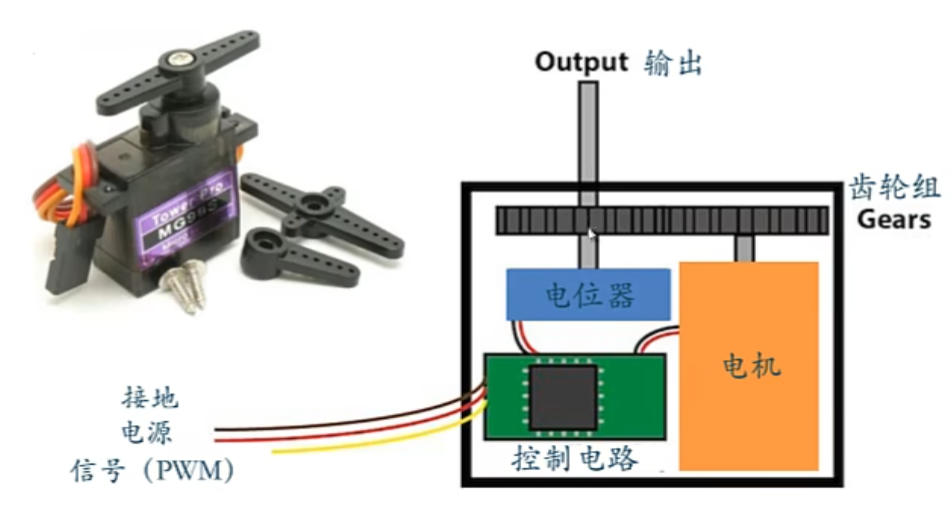 Output 输出
齿轮组
Gears
Tower Pro
电位器
电机
接地
电源
信号（PWM）
控制电路